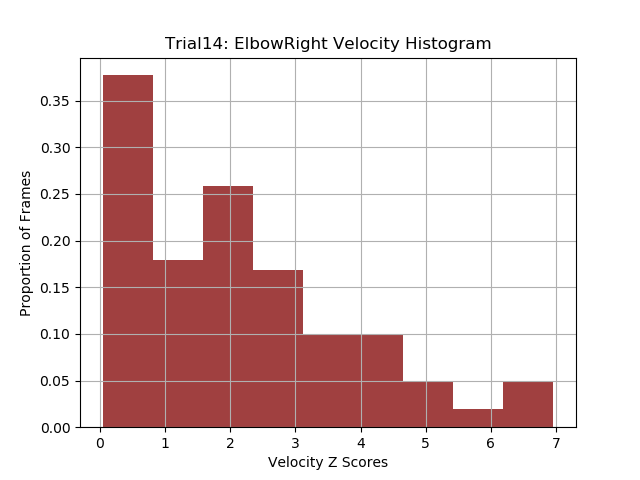 Trial14: ElbowRight Velocity Histogram
Proportion of Frames
0.35
0.30
0.25
0.20
0.15
0.10
0.05
0.00
0 1 2 3 4 5 6 7
Velocity Z Scores